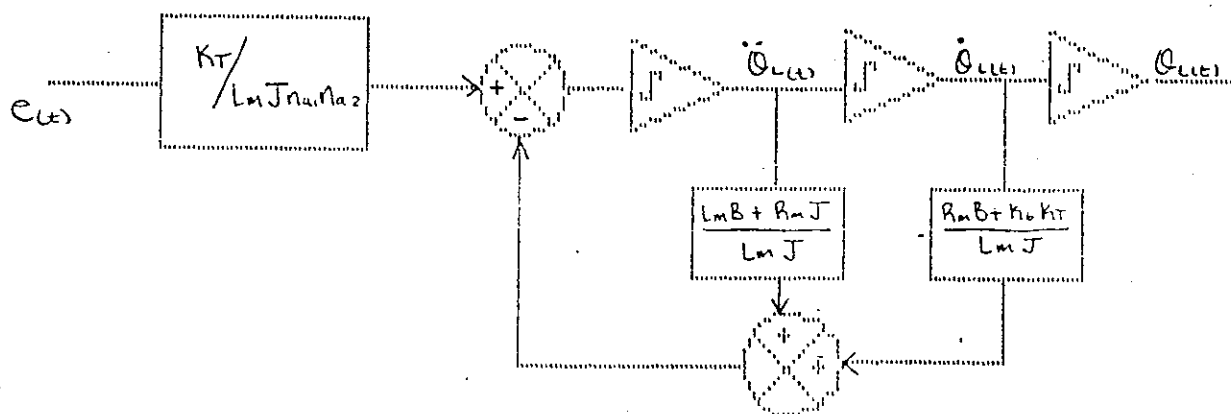 e(t)
KT/LmJna1na2
+
-
∫
θ̈L(t)
∫
θ̇L(t)
∫
θL(t)
LmB + RmJ
LmJ
RmB + KbKT
LmJ
+
+